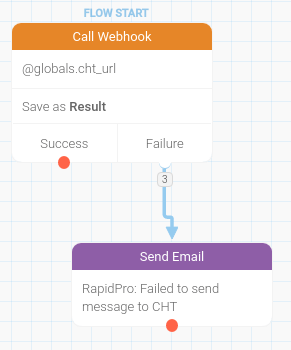 FLOW START
Call Webhook
@globals.cht_url
Save as Result
Success Failure
3
Send Email
RapidPro: Failed to send
message to CHT